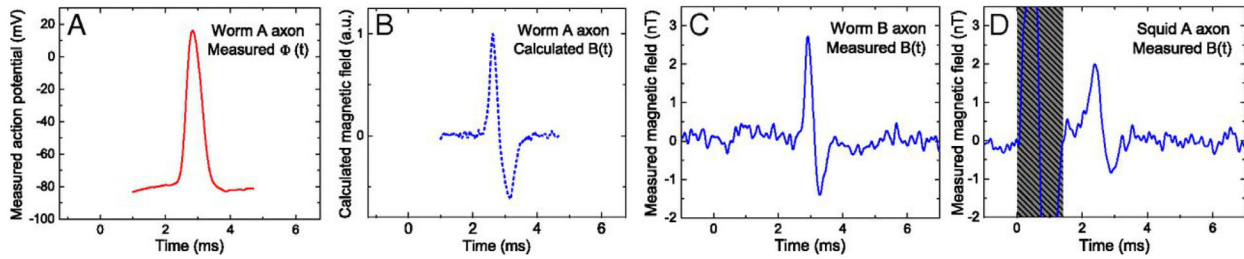 A
Worm A axon
Measured Φ (t)
Measured action potential (mV)
20
0
-20
-40
-60
-80
-100
0 2 4 6
Time (ms)
B
Worm A axon
Calculated B(t)
Calculated magnetic field (a.u.)
1
0
0 2 4 6
Time (ms)
C
Worm B axon
Measured B(t)
Measured magnetic field (nT)
3
2
1
0
-1
-2
0 2 4 6
Time (ms)
D
Squid A axon
Measured B(t)
Measured magnetic field (nT)
3
2
1
0
-1
-2
0 2 4 6
Time (ms)